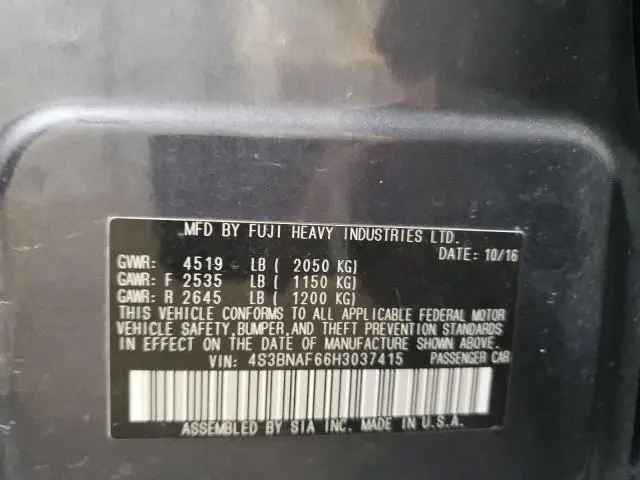 MFD BY FUJI HEAVY INDUSTRIES LTD.
DATE: 10/16
GVWR: 4519 LB ( 2050 KG)
GAWR: F 2535 LB ( 1150 KG)
GAWR: R 2645 LB ( 1200 KG)
THIS VEHICLE CONFORMS TO ALL APPLICABLE FEDERAL MOTOR
VEHICLE SAFETY, BUMPER, AND THEFT PREVENTION STANDARDS
IN EFFECT ON THE DATE OF MANUFACTURE SHOWN ABOVE.
VIN: 4S3BNAF66H3037415 PASSENGER CAR
ASSEMBLED BY SIA INC. MADE IN U.S.A.